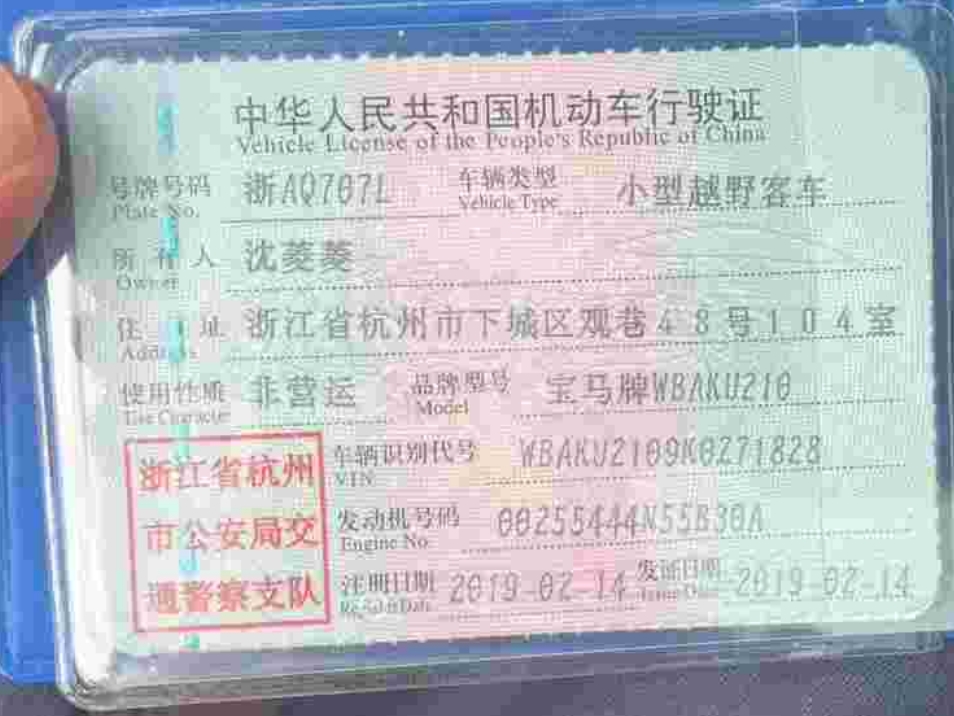 中华人民共和国机动车行驶证
Vehicle License of the People's Republic of China
号牌号码 浙AQ707L 车辆类型 小型越野客车
Plate No. Vehicle Type
所有人 沈菱菱
Owner
住址 浙江省杭州市下城区观巷48号104室
Address
使用性质 非营运 品牌型号 宝马牌WBAKU210
Use Character Model
车辆识别代号 WBAKU2109K0271828
VIN
发动机号码 00255444N55B30A
Engine No.
注册日期 2019-02-14 发证日期 2019-02-14
Register Date Issue Date
浙江省杭州
市公安局交
通警察支队